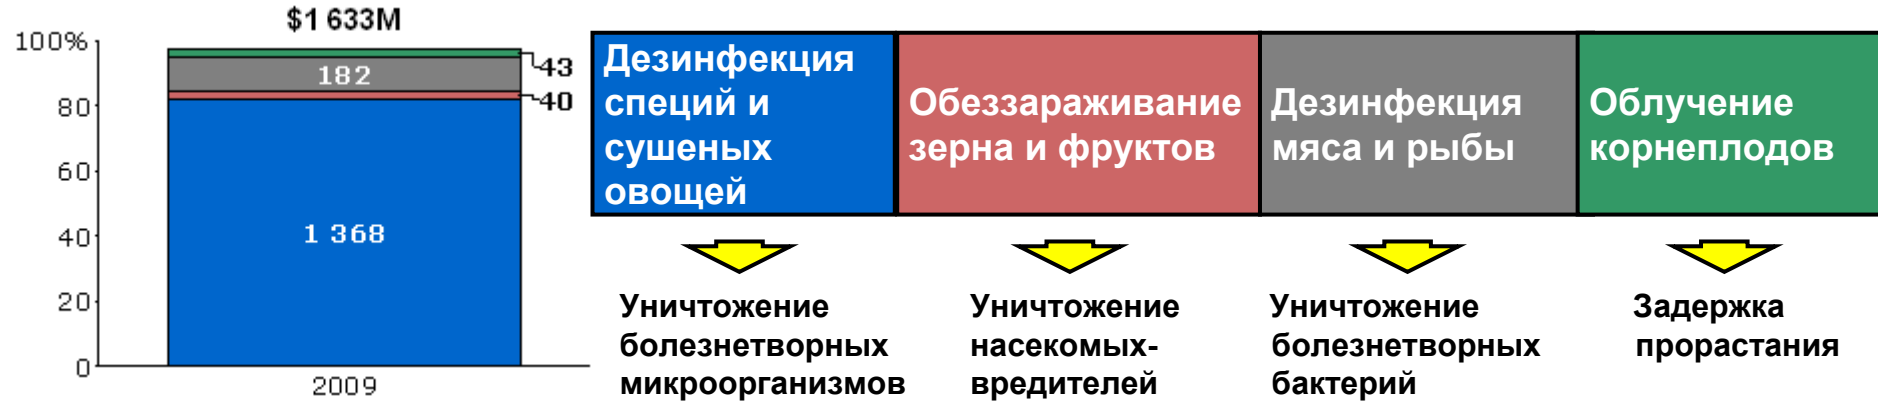 $1 633M
100%
80
60
40
20
0
43
182
40
1 368
2009
Дезинфекция
специй и
сушеных
овощей
Обеззараживание
зерна и фруктов
Дезинфекция
мяса и рыбы
Облучение
корнеплодов
Уничтожение
болезнетворных
микроорганизмов
Уничтожение
насекомых-
вредителей
Уничтожение
болезнетворных
бактерий
Задержка
прорастания